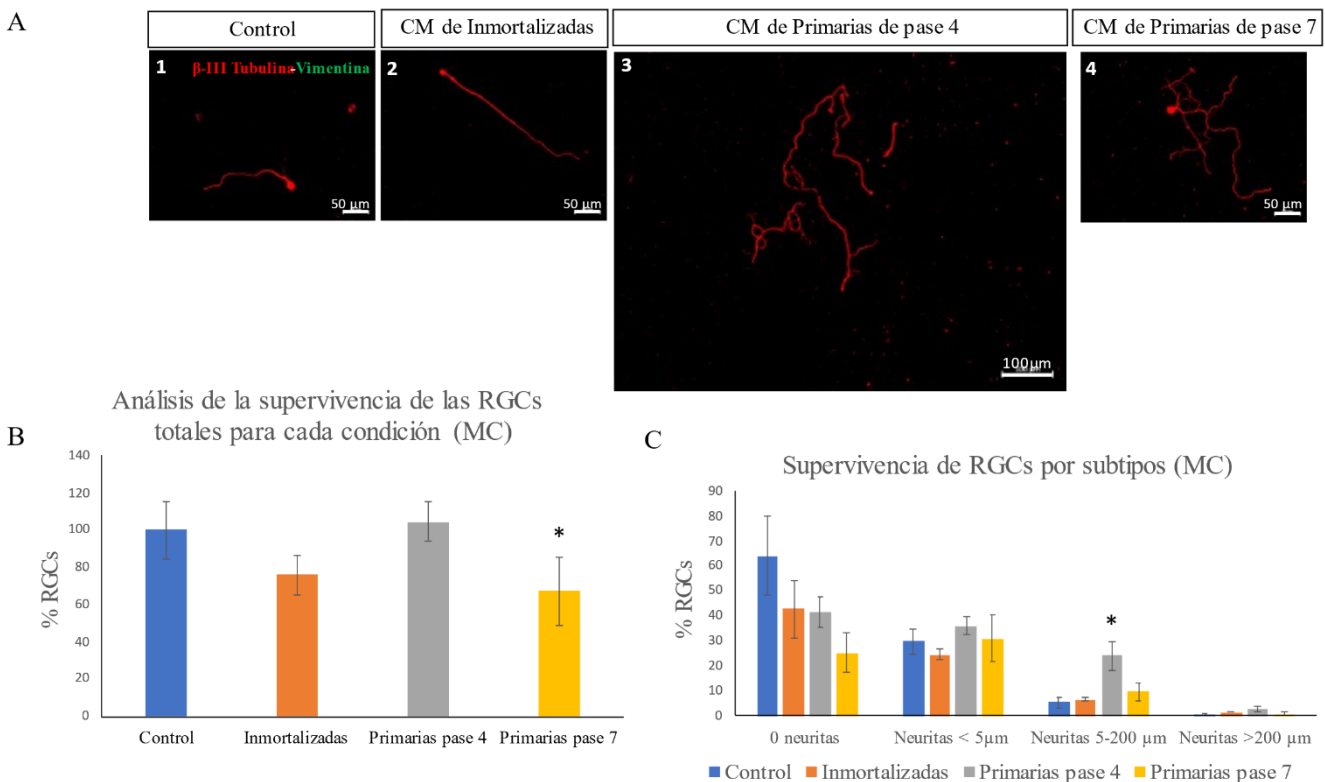 A
Control
CM de Inmortalizadas
CM de Primarias de pase 4
CM de Primarias de pase 7
1
β-III Tubulina-Vimentina
50 µm
2
50 µm
3
100µm
4
50 µm
B
Análisis de la supervivencia de las RGCs
totales para cada condición (MC)
% RGCs
140
120
100
80
60
40
20
0
*
Control
Inmortalizadas
Primarias pase 4
Primarias pase 7
C
Supervivencia de RGCs por subtipos (MC)
% RGCs
90
80
70
60
50
40
30
20
10
0
*
0 neuritas
Neuritas < 5µm
Neuritas 5-200 µm
Neuritas >200 µm
Control
Inmortalizadas
Primarias pase 4
Primarias pase 7